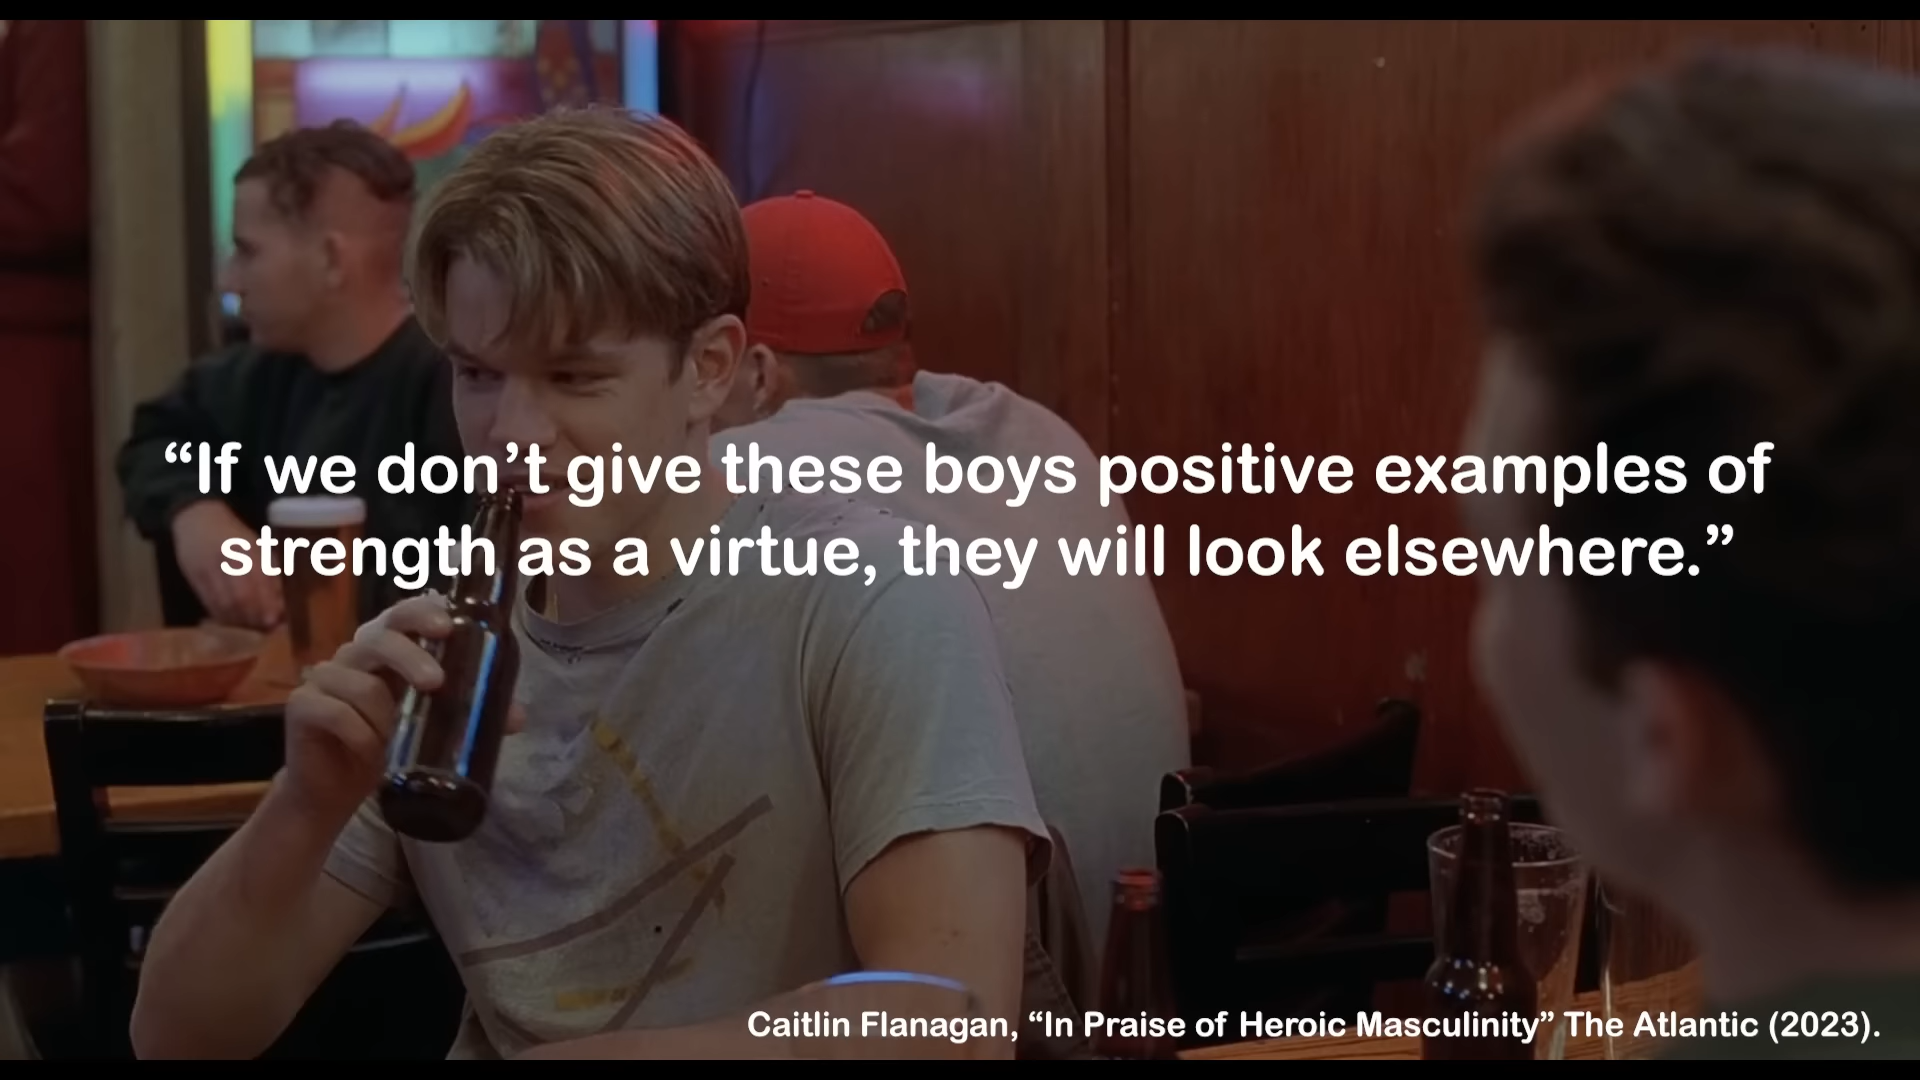 “If we don’t give these boys positive examples of
strength as a virtue, they will look elsewhere.”
Caitlin Flanagan, “In Praise of Heroic Masculinity” The Atlantic (2023).